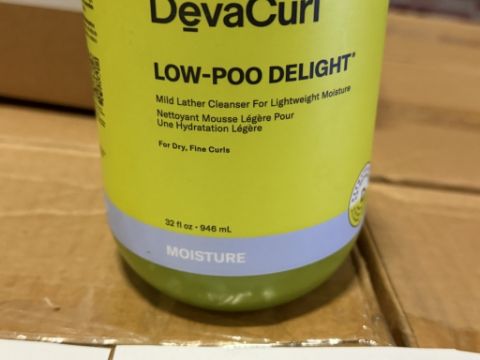 DevaCurl
LOW-POO DELIGHT®
Mild Lather Cleanser For Lightweight Moisture
Nettoyant Mousse Légère Pour
Une Hydratation Légère
For Dry, Fine Curls
32 fl oz • 946 mL
MOISTURE